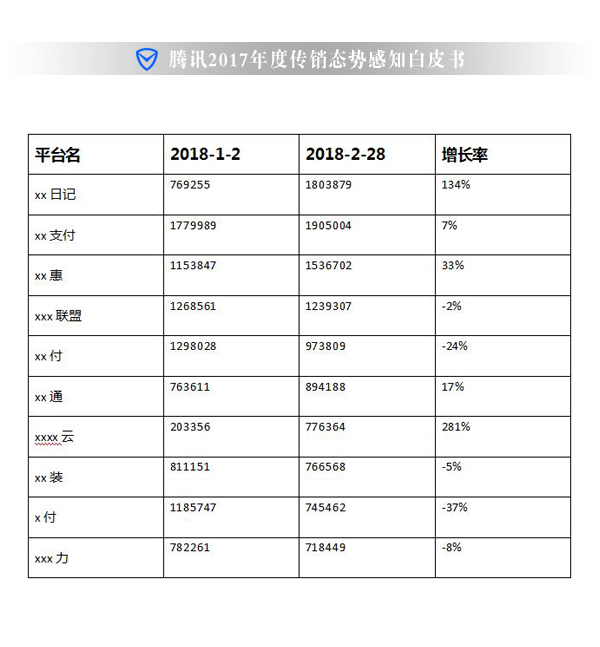 腾讯2017年度传销态势感知白皮书
平台名 2018-1-2 2018-2-28 增长率
xx 日记 769255 1803879 134%
xx 支付 1779989 1905004 7%
xx 惠 1153847 1536702 33%
xxx 联盟 1268561 1239307 -2%
xx 付 1298028 973809 -24%
xx 通 763611 894188 17%
xxxx 云 203356 776364 281%
xx 装 811151 766568 -5%
x 付 1185747 745462 -37%
xxx 力 782261 718449 -8%